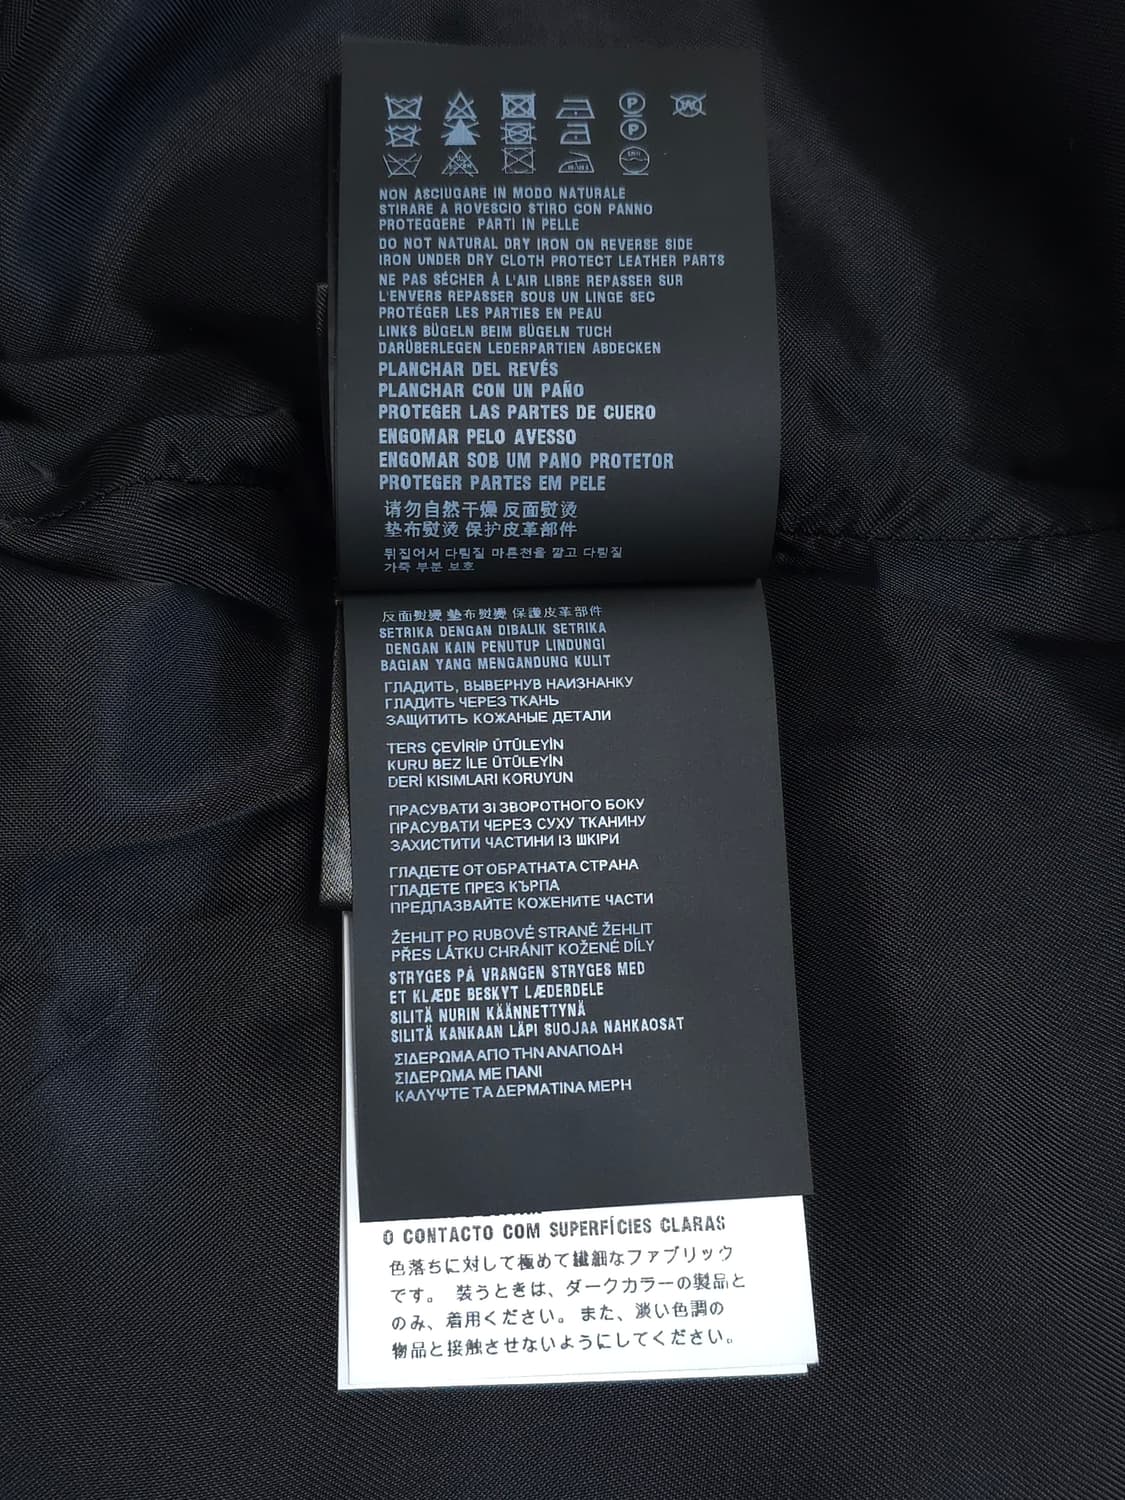 P
P
NON ASCIUGARE IN MODO NATURALE
STIRARE A ROVESCIO STIRO CON PANNO
PROTEGGERE PARTI IN PELLE
DO NOT NATURAL DRY IRON ON REVERSE SIDE
IRON UNDER DRY CLOTH PROTECT LEATHER PARTS
NE PAS SÉCHER À L'AIR LIBRE REPASSER SUR
L'ENVERS REPASSER SOUS UN LINGE SEC
PROTÉGER LES PARTIES EN PEAU
LINKS BÜGELN BEIM BÜGELN TUCH
DARÜBERLEGEN LEDERPARTIEN ABDECKEN
PLANCHAR DEL REVÉS
PLANCHAR CON UN PAÑO
PROTEGER LAS PARTES DE CUERO
ENGOMAR PELO AVESSO
ENGOMAR SOB UM PANO PROTETOR
PROTEGER PARTES EM PELE
请勿自然干燥 反面熨烫
垫布熨烫 保护皮革部件
뒤집어서 다림질 마른천을 깔고 다림질
가죽 부분 보호
反面熨燙 墊布熨燙 保護皮革部件
SETRIKA DENGAN DIBALIK SETRIKA
DENGAN KAIN PENUTUP LINDUNGI
BAGIAN YANG MENGANDUNG KULIT
ГЛАДИТЬ, ВЫВЕРНУВ НАИЗНАНКУ
ГЛАДИТЬ ЧЕРЕЗ ТКАНЬ
ЗАЩИТИТЬ КОЖАНЫЕ ДЕТАЛИ
TERS ÇEVİRİP ÜTÜLEYİN
KURU BEZ İLE ÜTÜLEYİN
DERİ KISIMLARI KORUYUN
ПРАСУВАТИ ЗІ ЗВОРОТНОГО БОКУ
ПРАСУВАТИ ЧЕРЕЗ СУХУ ТКАНИНУ
ЗАХИСТИТИ ЧАСТИНИ ІЗ ШКІРИ
ГЛАДЕТЕ ОТ ОБРАТНАТА СТРАНА
ГЛАДЕТЕ ПРЕЗ КЪРПА
ПРЕДПАЗВАЙТЕ КОЖЕНИТЕ ЧАСТИ
ŽEHLIT PO RUBOVÉ STRANĚ ŽEHLIT
PŘES LÁTKU CHRÁNIT KOŽENÉ DÍLY
STRYGES PÅ VRANGEN STRYGES MED
ET KLÆDE BESKYT LÆDERDELE
SILITÄ NURIN KÄÄNNETTYNÄ
SILITÄ KANKAAN LÄPI SUOJAA NAHKAOSAT
ΣΙΔΕΡΩΜΑ ΑΠΟ ΤΗΝ ΑΝΑΠΟΔΗ
ΣΙΔΕΡΩΜΑ ΜΕ ΠΑΝΙ
ΚΑΛΥΨΤΕ ΤΑ ΔΕΡΜΑΤΙΝΑ ΜΕΡΗ
O CONTACTO COM SUPERFÍCIES CLARAS
色落ちに対して極めて繊細なファブリック
です。 装うときは、ダークカラーの製品と
のみ、着用ください。また、淡い色調の
物品と接触させないようにしてください。